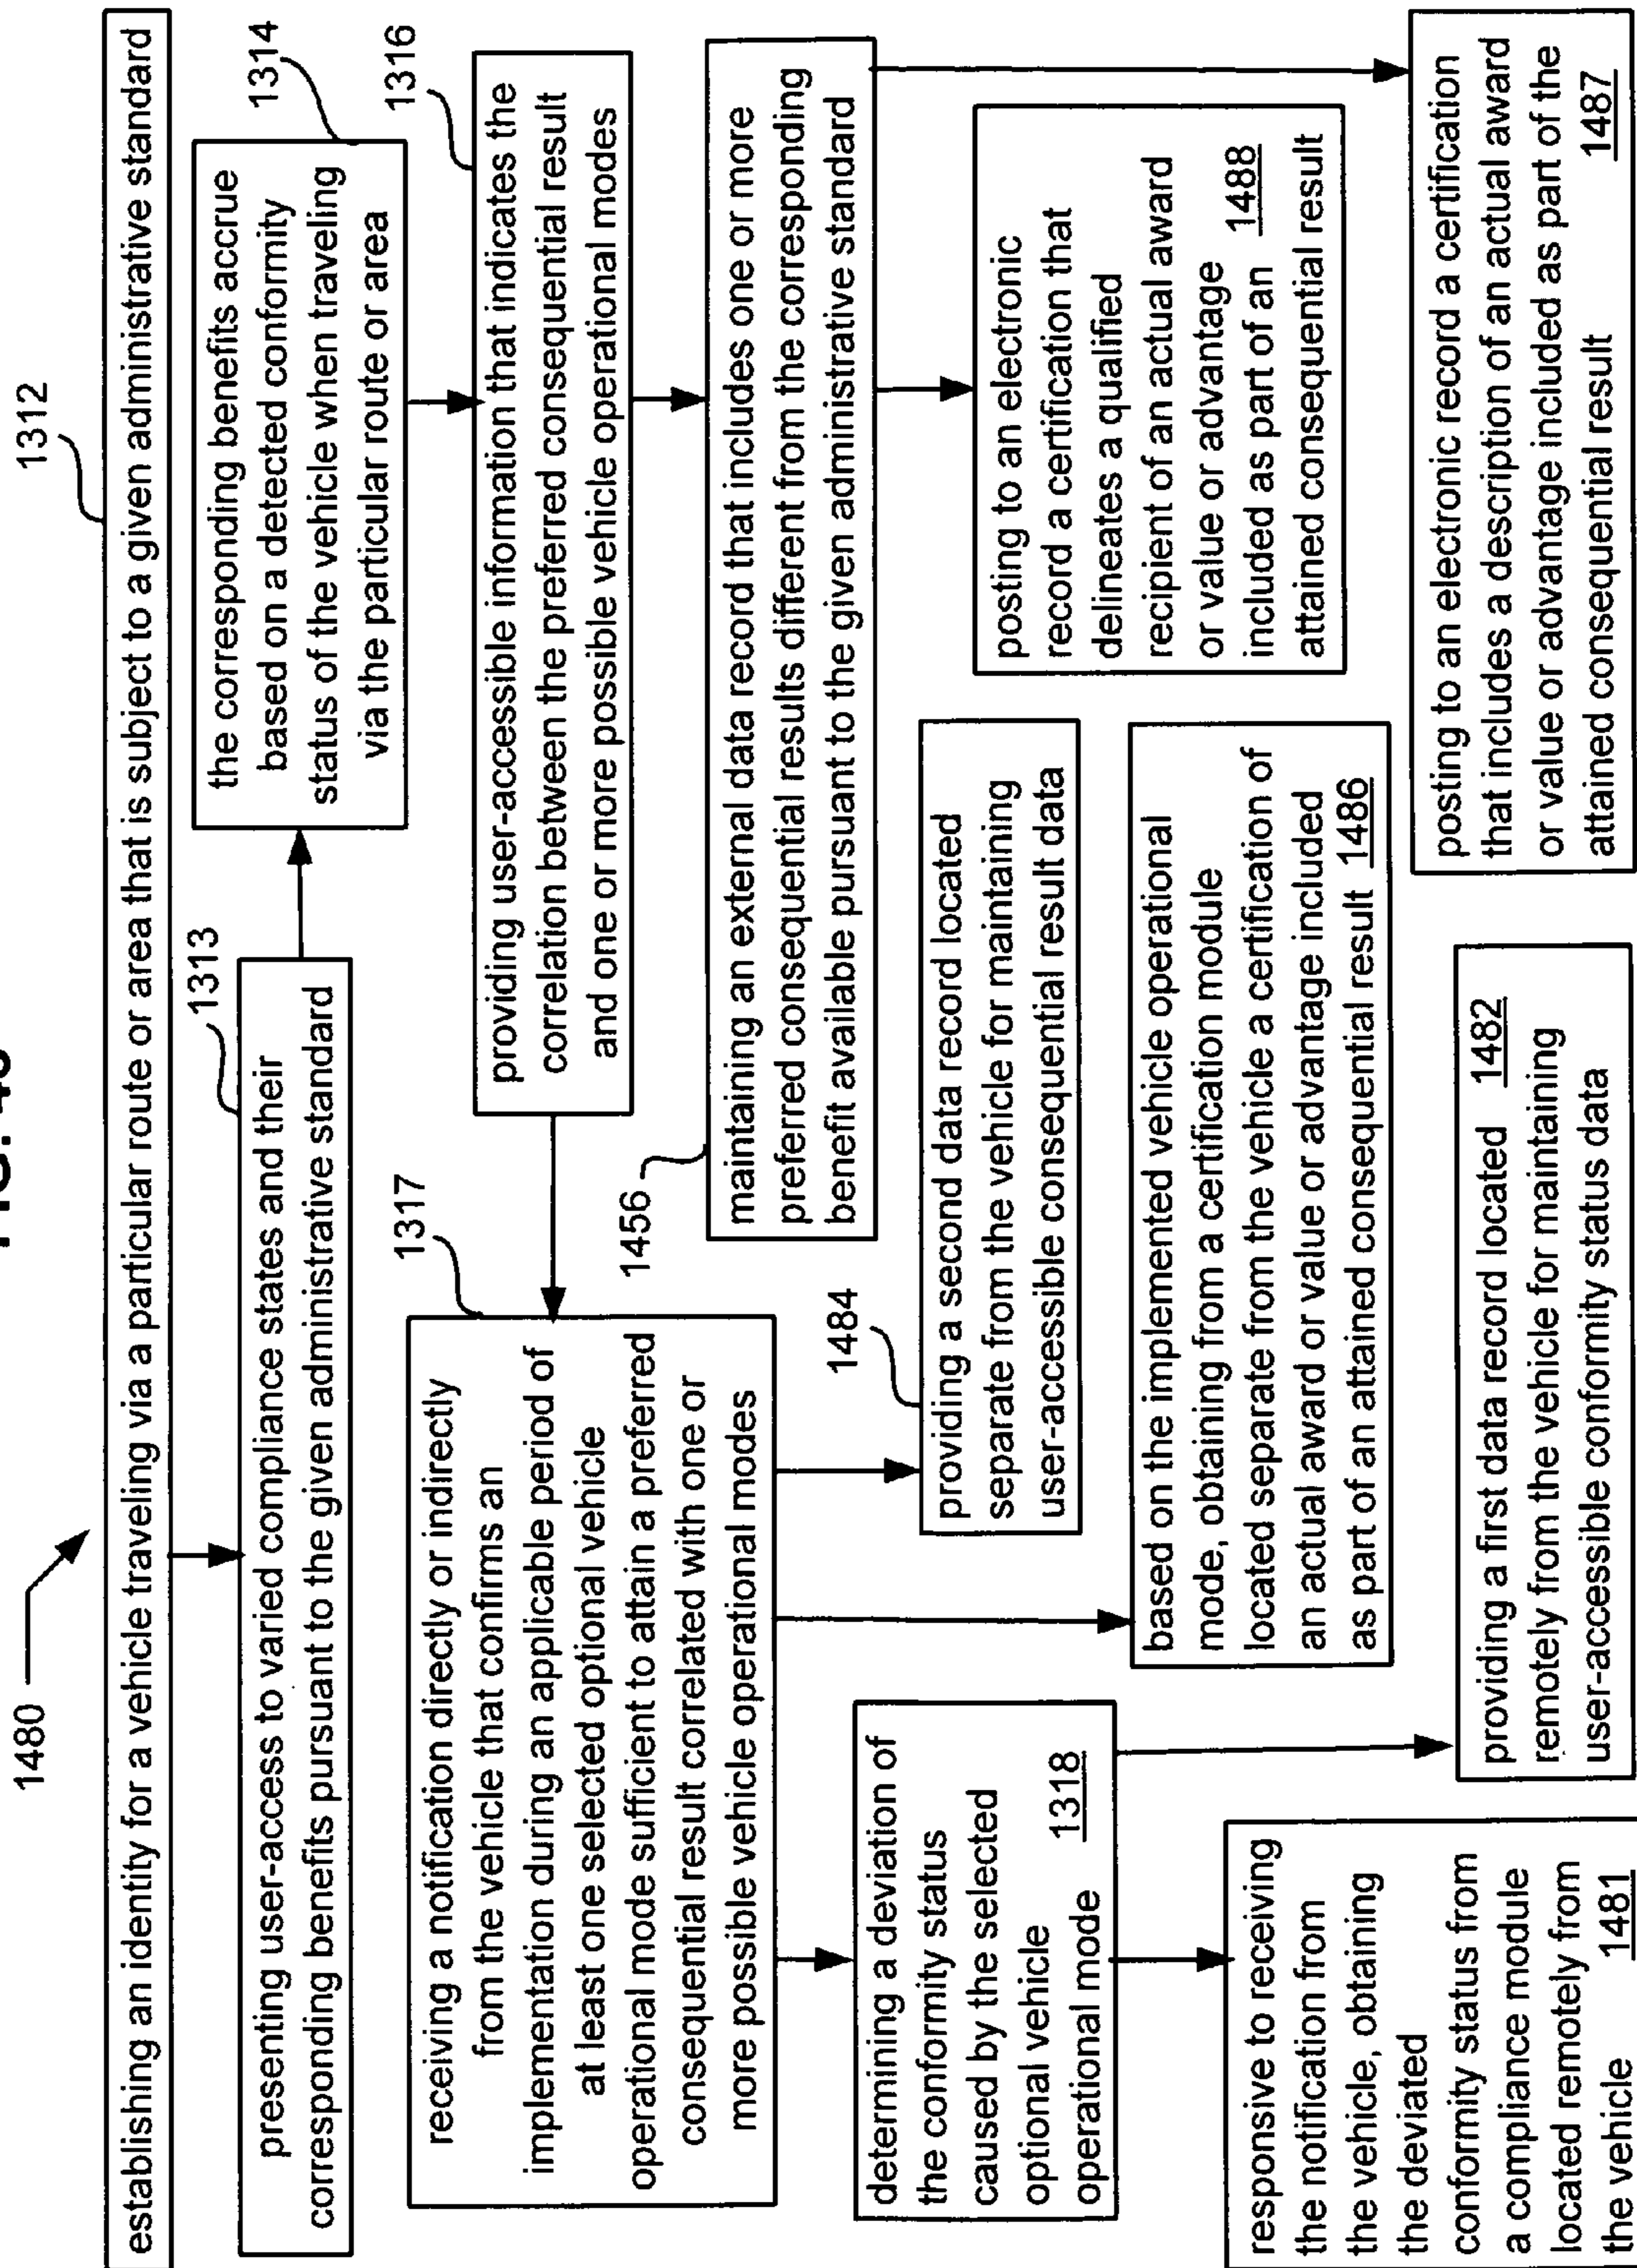 FIG.
1480
1312
establishing an identity for a vehicle traveling via a particular route or area that is subject to a given administrative standard
1313
presenting user-access to varied compliance states and their
corresponding benefits pursuant to the given administrative standard
1314
the corresponding benefits accrue
based on a detected conformity
status of the vehicle when traveling
via the particular route or area
1316
providing user-accessible information that indicates the
correlation between the preferred consequential result
and one or more possible vehicle operational modes
1317
receiving a notification directly or indirectly
from the vehicle that confirms an
implementation during an applicable period of
at least one selected optional vehicle
operational mode sufficient to attain a preferred
consequential result correlated with one or
more possible vehicle operational modes
1456
maintaining an external data record that includes one or more
preferred consequential results different from the corresponding
benefit available pursuant to the given administrative standard
determining a deviation of
the conformity status
caused by the selected
optional vehicle
operational mode 1318
1484
providing a second data record located
separate from the vehicle for maintaining
user-accessible consequential result data
posting to an electronic
record a certification that
delineates a qualified
recipient of an actual award
or value or advantage
included as part of an 1488
attained consequential result
based on the implemented vehicle operational
mode, obtaining from a certification module
located separate from the vehicle a certification of
an actual award or value or advantage included
as part of an attained consequential result 1486
responsive to receiving
the notification from
the vehicle, obtaining
the deviated
conformity status from
a compliance module
located remotely from
the vehicle 1481
providing a first data record located 1482
remotely from the vehicle for maintaining
user-accessible conformity status data
posting to an electronic record a certification
that includes a description of an actual award
or value or advantage included as part of the
attained consequential result 1487